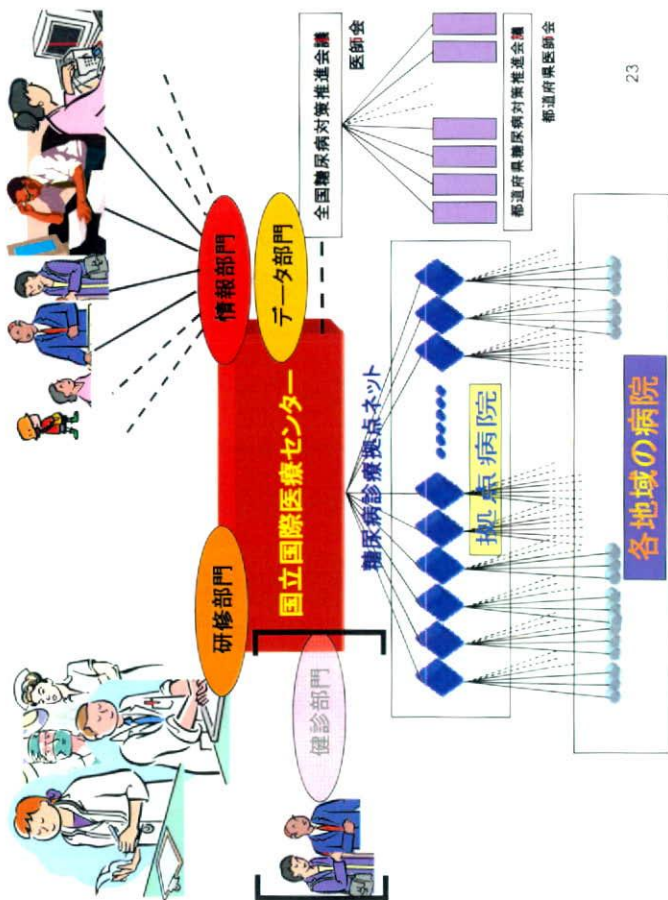 研修部門
情報部門
データ部門
健診部門
国立国際医療センター
全国糖尿病対策推進会議
医師会
都道府県糖尿病対策推進会議
都道府県医師会
糖尿病診療拠点ネット
拠点病院
各地域の病院
23